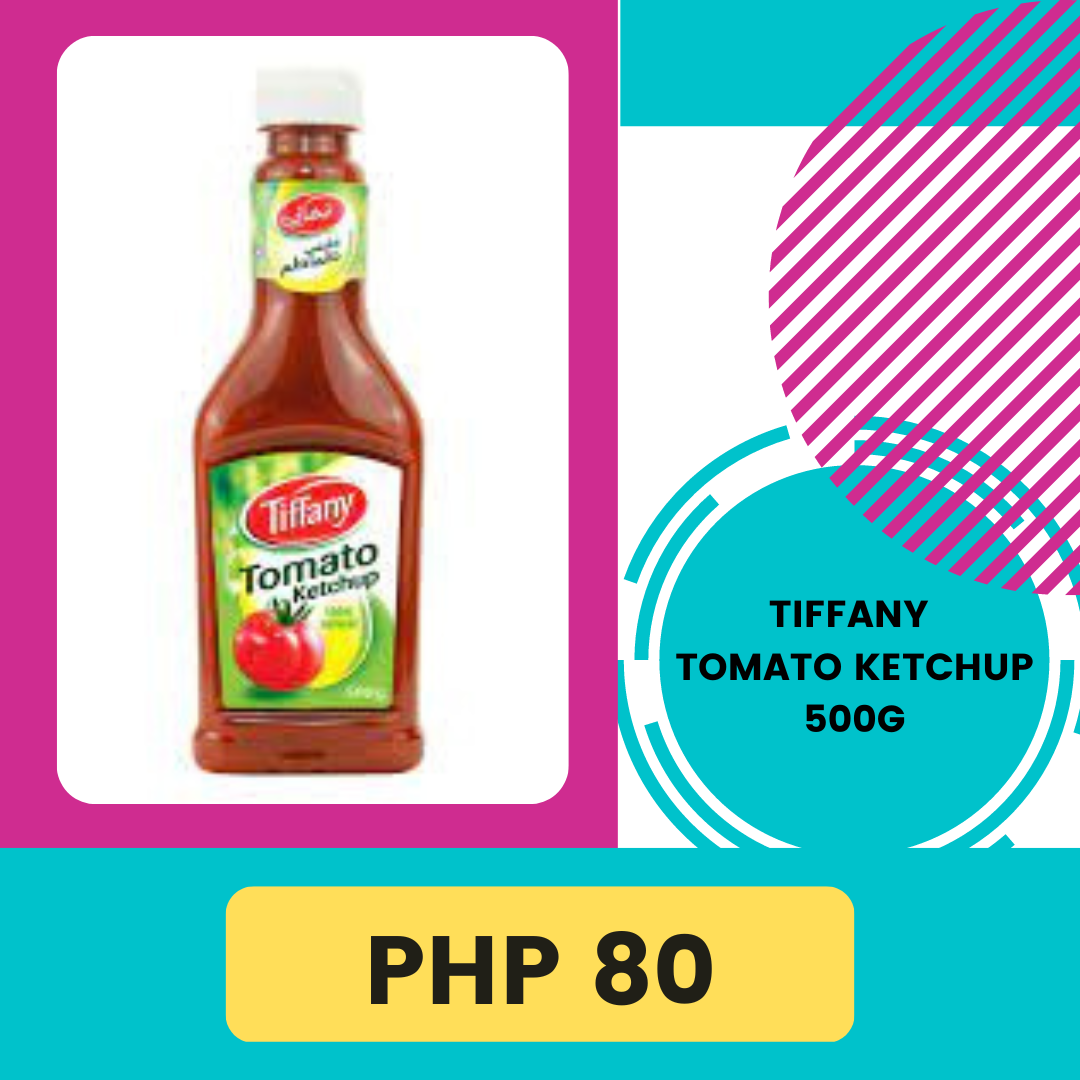 Tiffany
Tomato
Ketchup
TIFFANY
TOMATO KETCHUP
500G
PHP 80